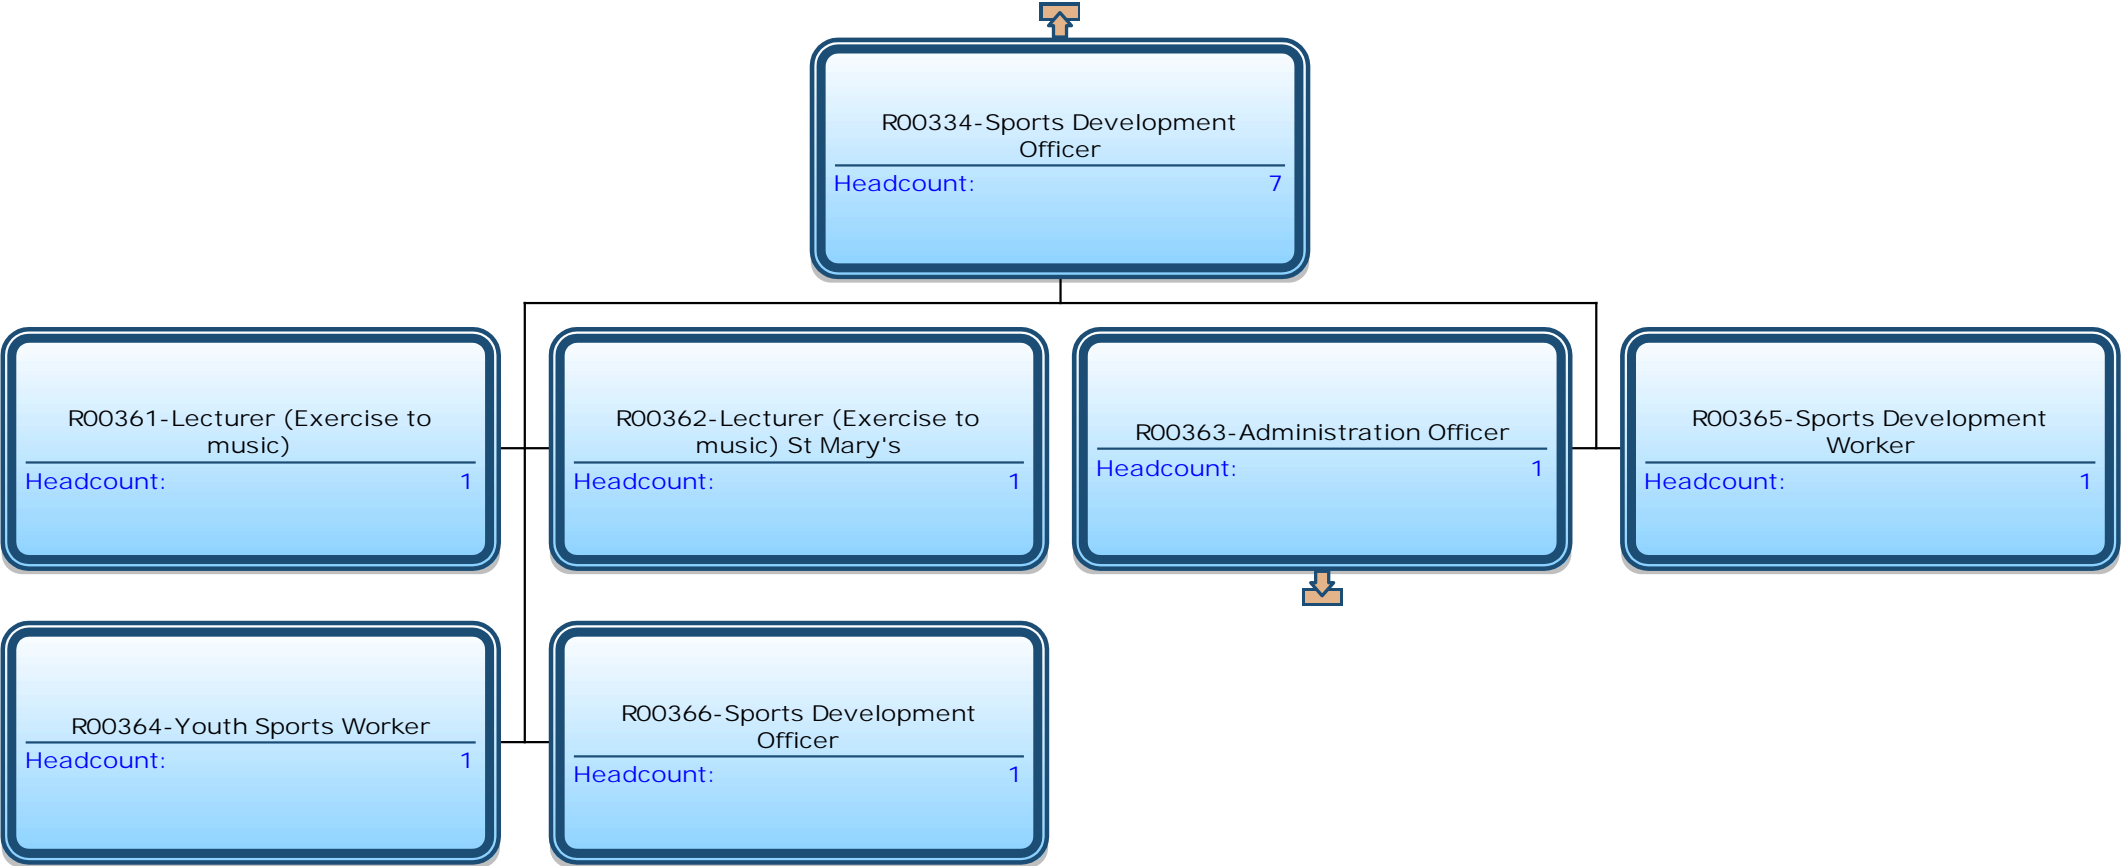 R00334-Sports Development
Officer
Headcount: 7
R00361-Lecturer (Exercise to
music)
Headcount: 1
R00362-Lecturer (Exercise to
music) St Mary's
Headcount: 1
R00363-Administration Officer
Headcount: 1
R00365-Sports Development
Worker
Headcount: 1
R00364-Youth Sports Worker
Headcount: 1
R00366-Sports Development
Officer
Headcount: 1